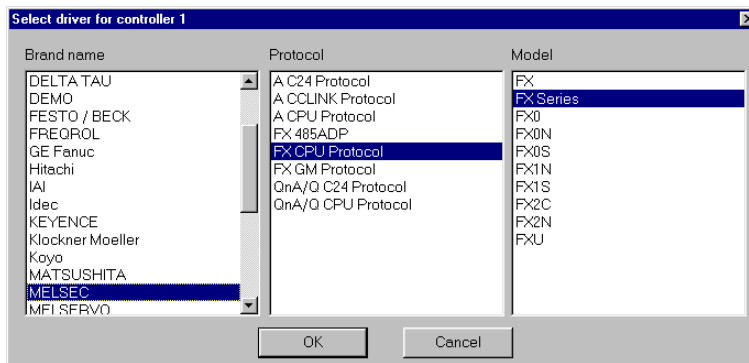 Select driver for controller 1
Brand name
DELTA TAU
DEMO
FESTO / BECK
FREQROL
GE Fanuc
Hitachi
IAI
Idec
KEYENCE
Klockner Moeller
Koyo
MATSUSHITA
MELSEC
MELSERVO
Protocol
A C24 Protocol
A CCLINK Protocol
A CPU Protocol
FX 485ADP
FX CPU Protocol
FX GM Protocol
QnA/Q C24 Protocol
QnA/Q CPU Protocol
Model
FX
FX Series
FX0
FX0N
FX0S
FX1N
FX1S
FX2C
FX2N
FXU
OK
Cancel